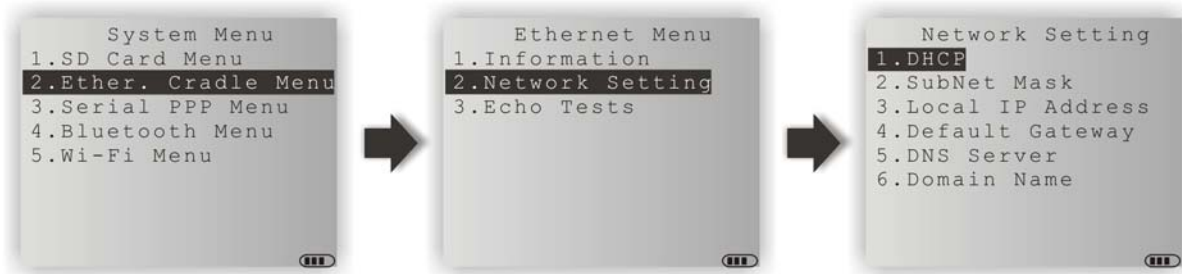 System Menu
1.SD Card Menu
2.Ether. Cradle Menu
3.Serial PPP Menu
4.Bluetooth Menu
5.Wi-Fi Menu
Ethernet Menu
1.Information
2.Network Setting
3.Echo Tests
Network Setting
1.DHCP
2.SubNet Mask
3.Local IP Address
4.Default Gateway
5.DNS Server
6.Domain Name